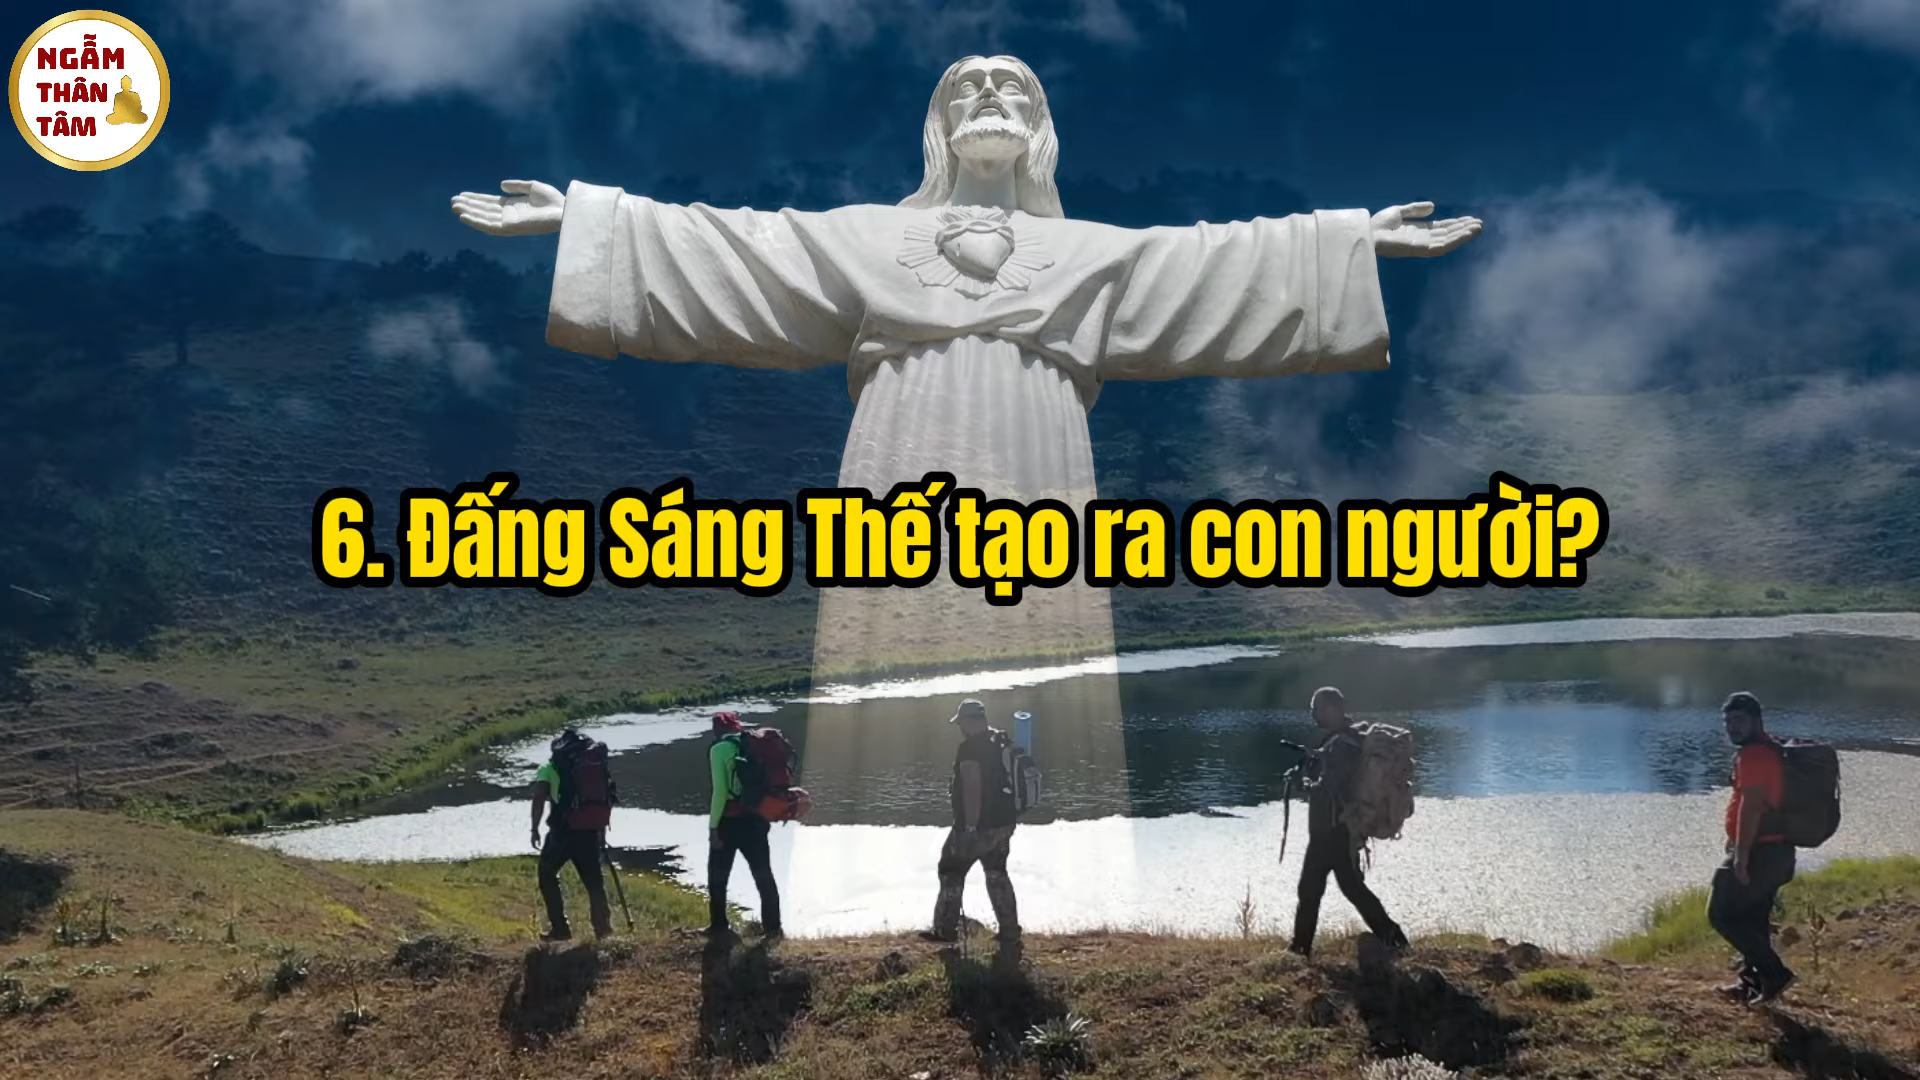 NGẪM
THÂN
TÂM
6. Đấng Sáng Thế tạo ra con người?